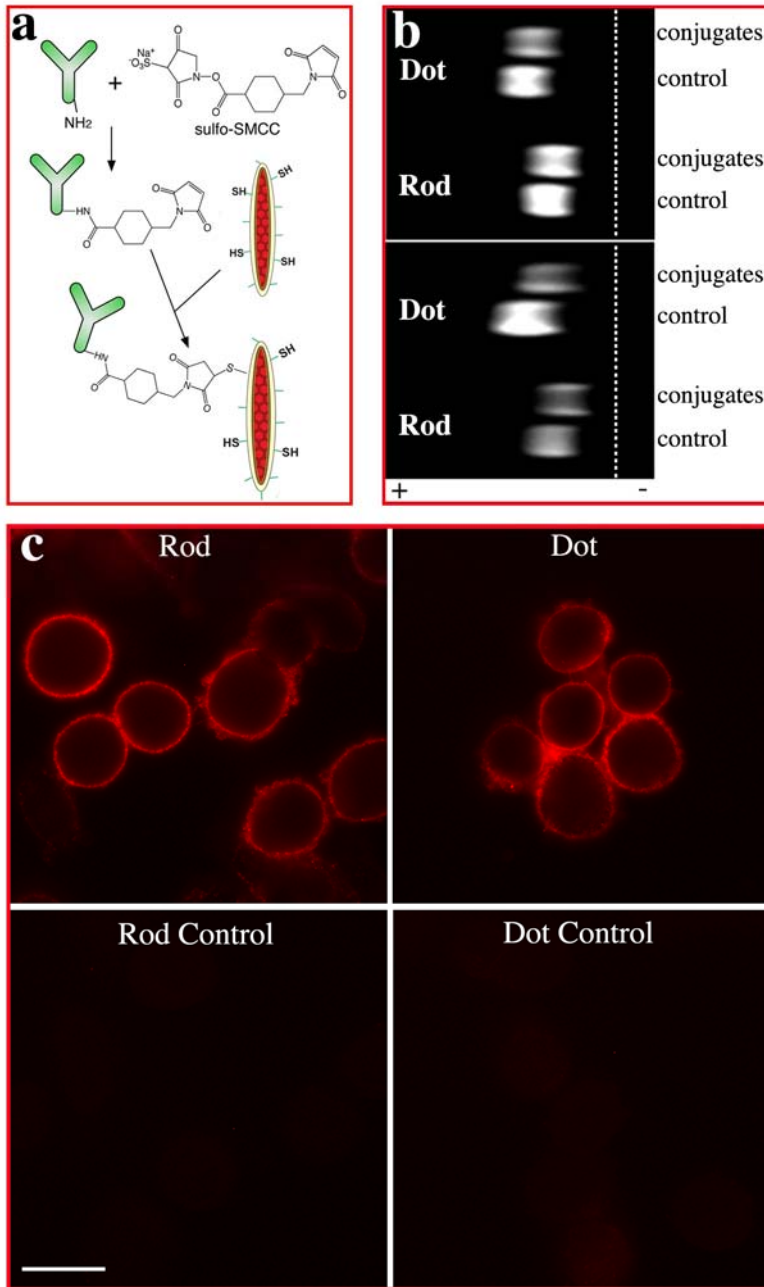 a
NH2
+
Na+
-O3S
O
O
N
O
O
O
N
O
sulfo-SMCC
HN
O
O
N
O
SH
SH
HS
SH
HN
O
O
N
O
S
SH
HS
SH
b
Dot
conjugates
control
Rod
conjugates
control
Dot
conjugates
control
Rod
conjugates
control
+
-
c
Rod
Dot
Rod Control
Dot Control